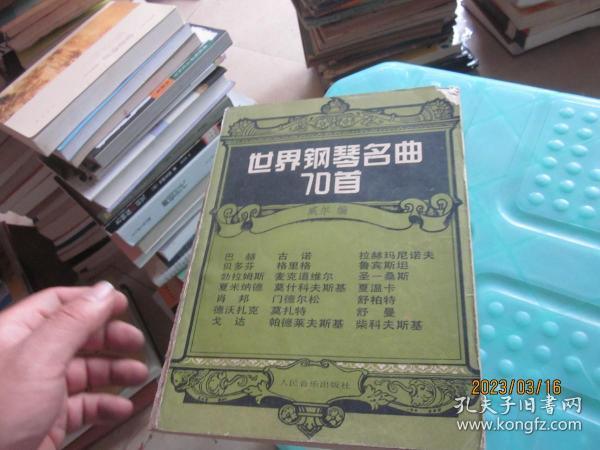 世界钢琴名曲
70首
威尔 编
巴赫 古诺 拉赫玛尼诺夫
贝多芬 格里格 鲁宾斯坦
勃拉姆斯 麦克道维尔 圣—桑斯
夏米纳德 莫什科夫斯基 夏温卡
肖邦 门德尔松 舒柏特
德沃扎克 莫扎特 舒曼
戈达 帕德莱夫斯基 柴科夫斯基
人民音乐出版社
2023/03/16
孔夫子旧书网
kongfz.com